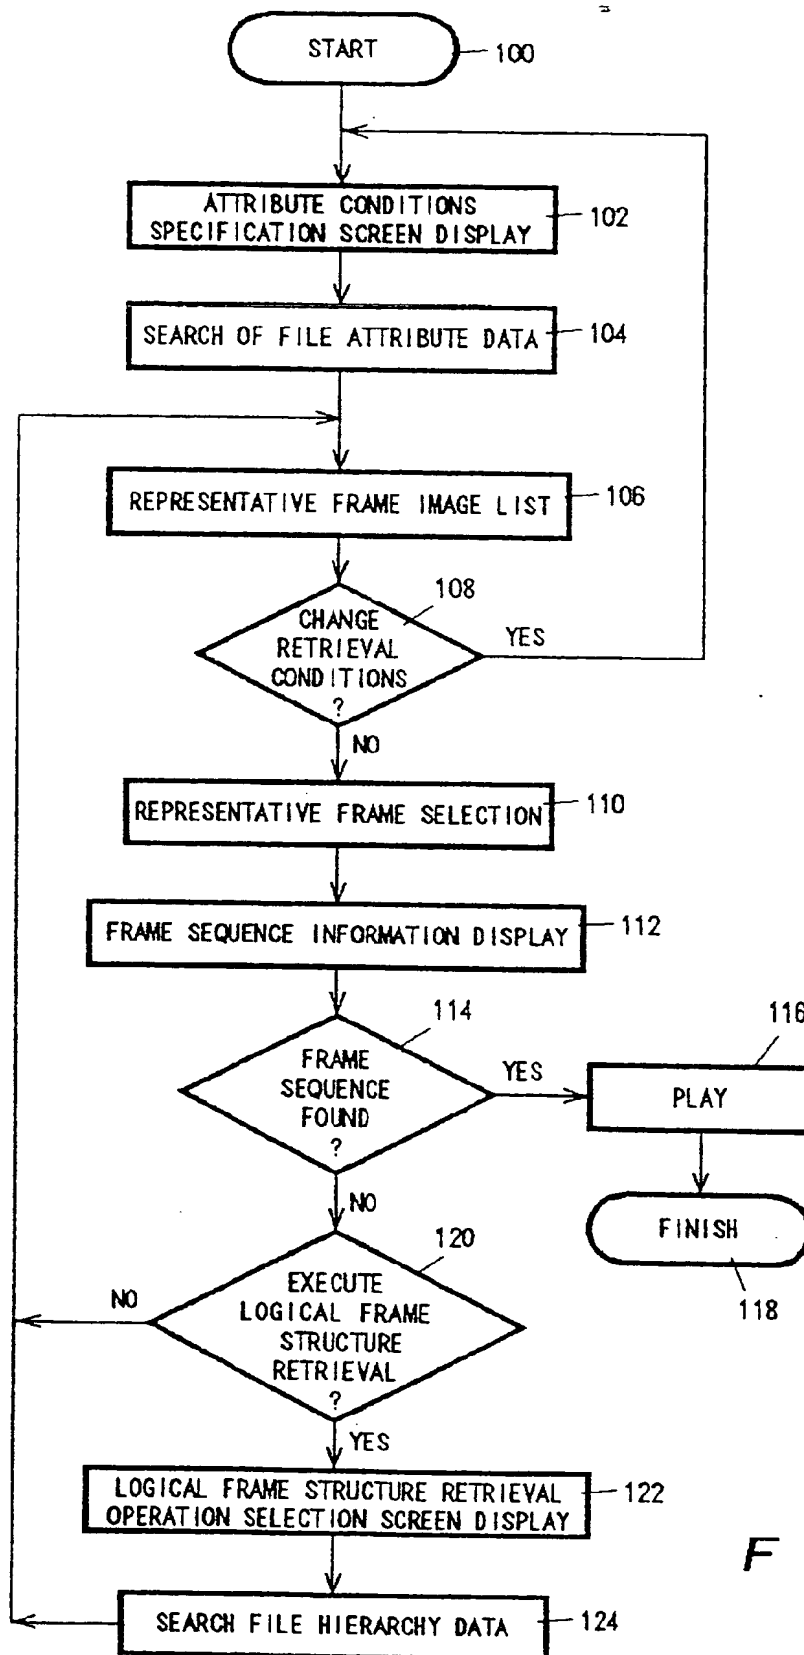 START
100
ATTRIBUTE CONDITIONS
SPECIFICATION SCREEN DISPLAY
102
SEARCH OF FILE ATTRIBUTE DATA
104
REPRESENTATIVE FRAME IMAGE LIST
106
108
CHANGE
RETRIEVAL
CONDITIONS
?
YES
NO
REPRESENTATIVE FRAME SELECTION
110
FRAME SEQUENCE INFORMATION DISPLAY
112
114
FRAME
SEQUENCE
FOUND
?
YES
116
PLAY
NO
FINISH
118
120
EXECUTE
LOGICAL FRAME
STRUCTURE
RETRIEVAL
?
NO
YES
LOGICAL FRAME STRUCTURE RETRIEVAL
OPERATION SELECTION SCREEN DISPLAY
122
F
SEARCH FILE HIERARCHY DATA
124